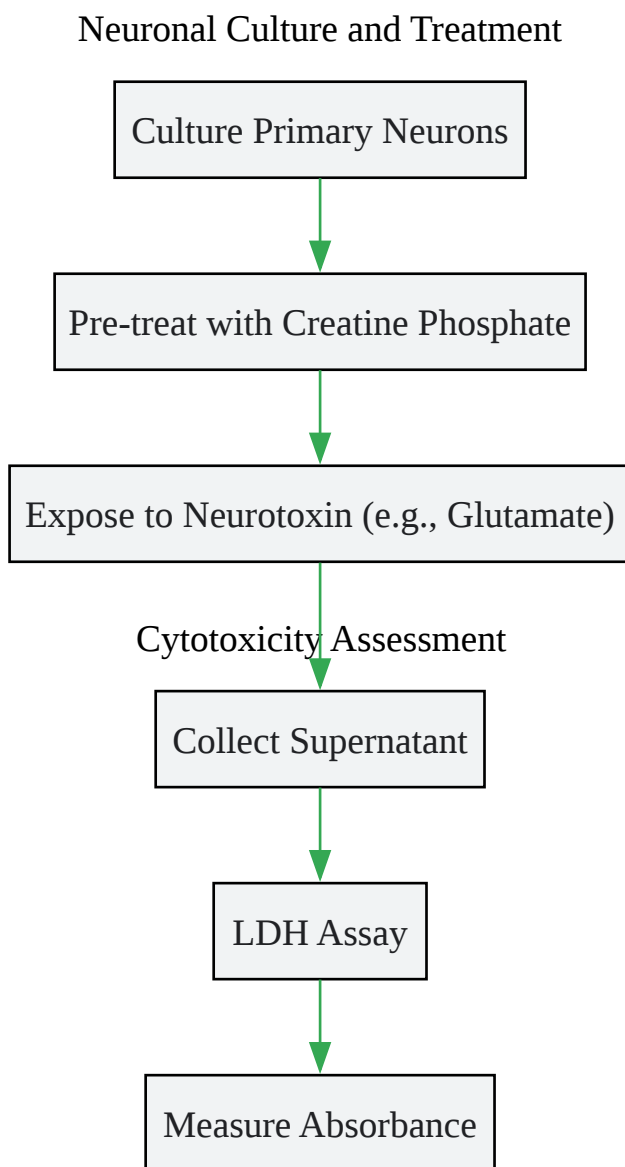 Neuronal Culture and Treatment
Culture Primary Neurons
Pre-treat with Creatine Phosphate
Expose to Neurotoxin (e.g., Glutamate)
Cytotoxicity Assessment
Collect Supernatant
LDH Assay
Measure Absorbance